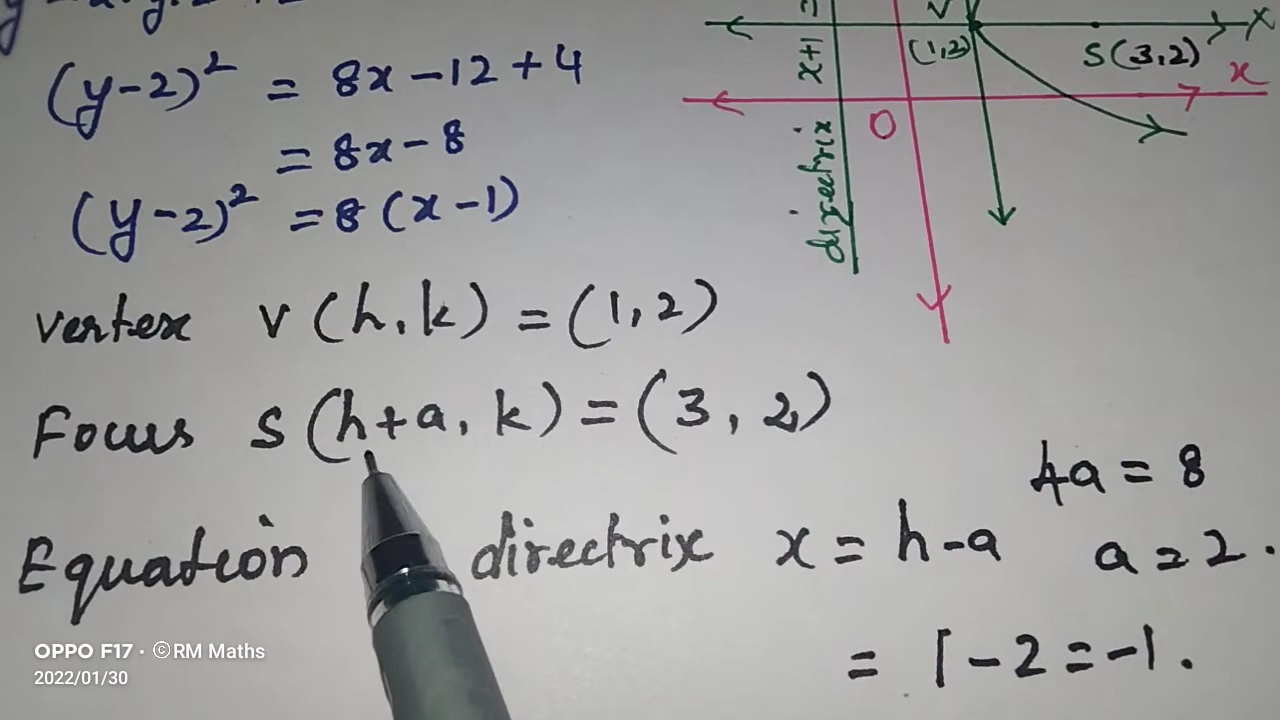 (y-2)² = 8x-12+4
= 8x-8
(y-2)² = 8(x-1)
vertex V(h,k) = (1,2)
Focus S(h+a,k) = (3,2)
4a = 8
Equation directrix x = h-a
a = 2.
= 1-2 = -1.
V
X
(1,2)
S(3,2)
x
O
x+1 =
directrix
OPPO F17 · ©RM Maths
2022/01/30